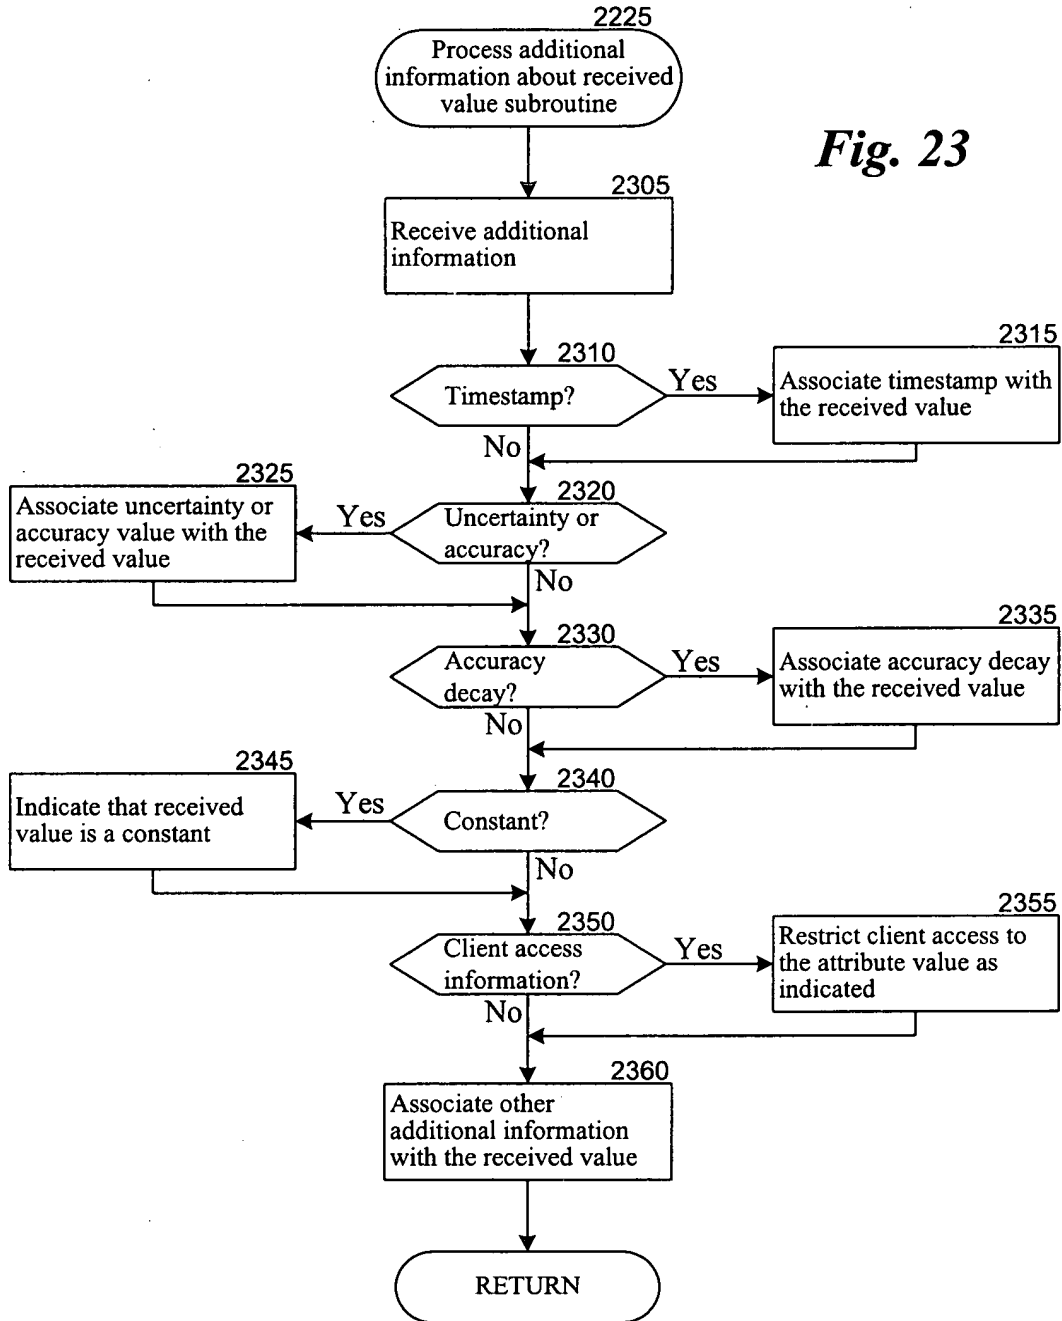 2225
Process additional
information about received
value subroutine
Fig. 23
2305
Receive additional
information
2310
Timestamp?
Yes
2315
Associate timestamp with
the received value
No
2325
Associate uncertainty or
accuracy value with the
received value
Yes
2320
Uncertainty or
accuracy?
No
2330
Accuracy
decay?
Yes
2335
Associate accuracy decay
with the received value
No
2345
Indicate that received
value is a constant
Yes
2340
Constant?
No
2350
Client access
information?
Yes
2355
Restrict client access to
the attribute value as
indicated
No
2360
Associate other
additional information
with the received value
RETURN